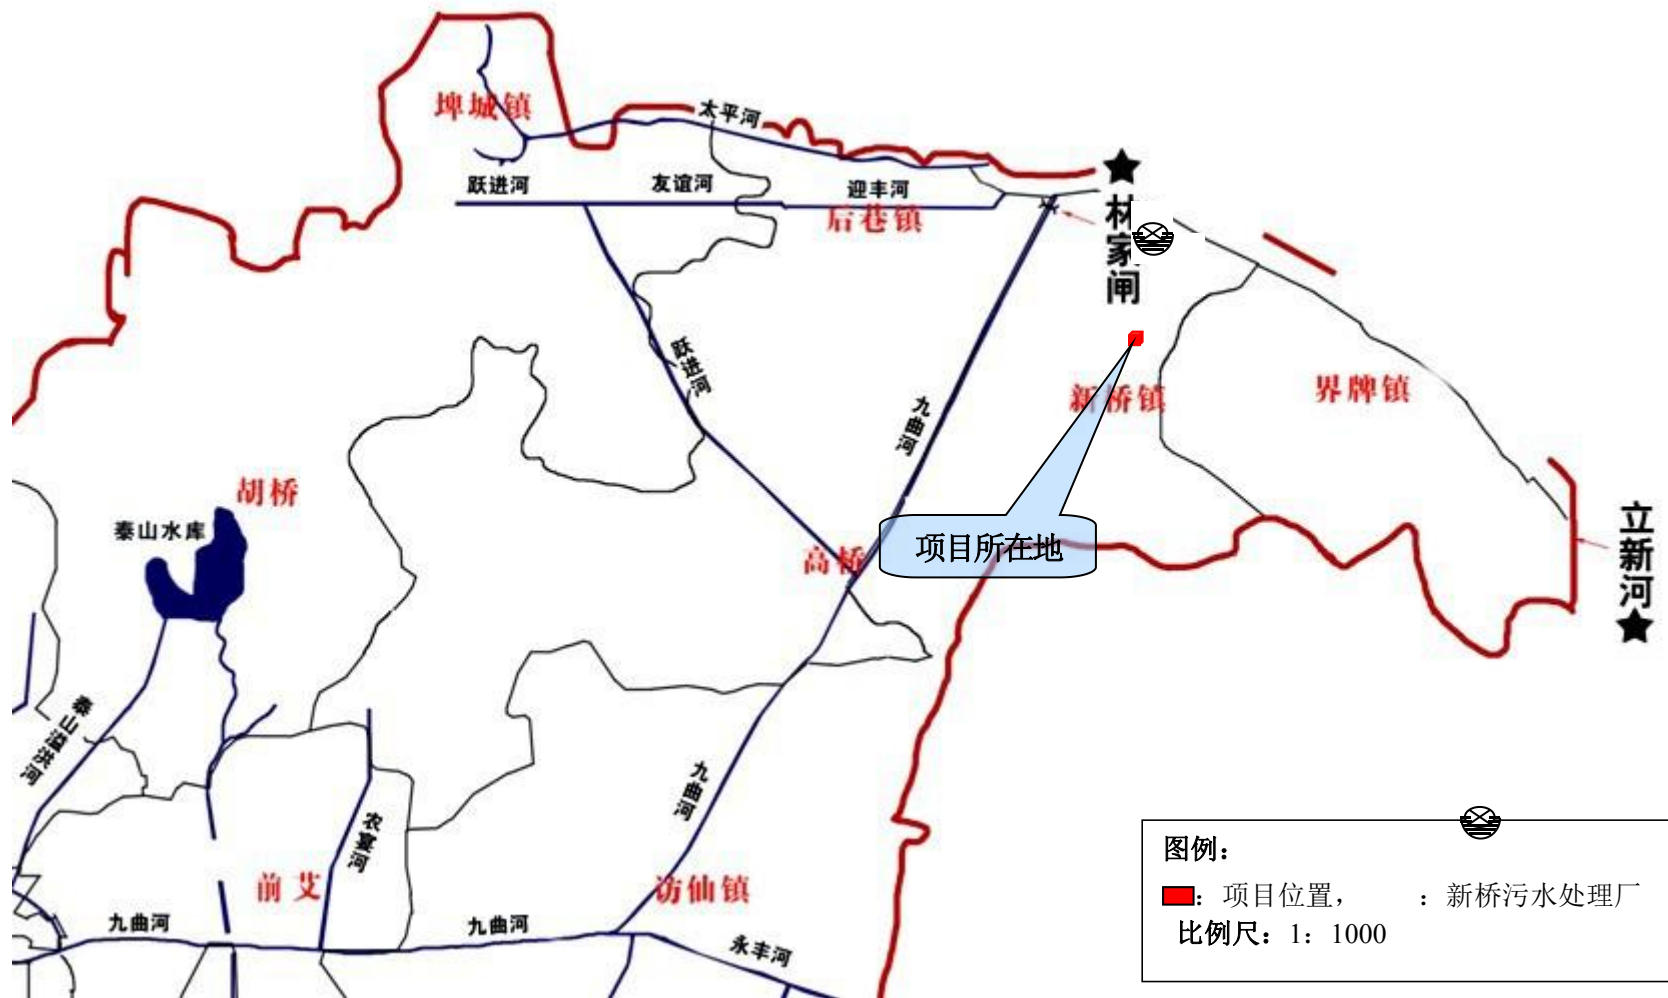 埤城镇
太平河
跃进河
友谊河
迎丰河
后巷镇
林家闸
跃进河
九曲河
新桥镇
界牌镇
胡桥
泰山水库
项目所在地
高桥
立新河
泰山溢洪河
九曲河
农宴河
前艾
访仙镇
九曲河
九曲河
永丰河
图例：
：项目位置， ：新桥污水处理厂
比例尺：1：1000